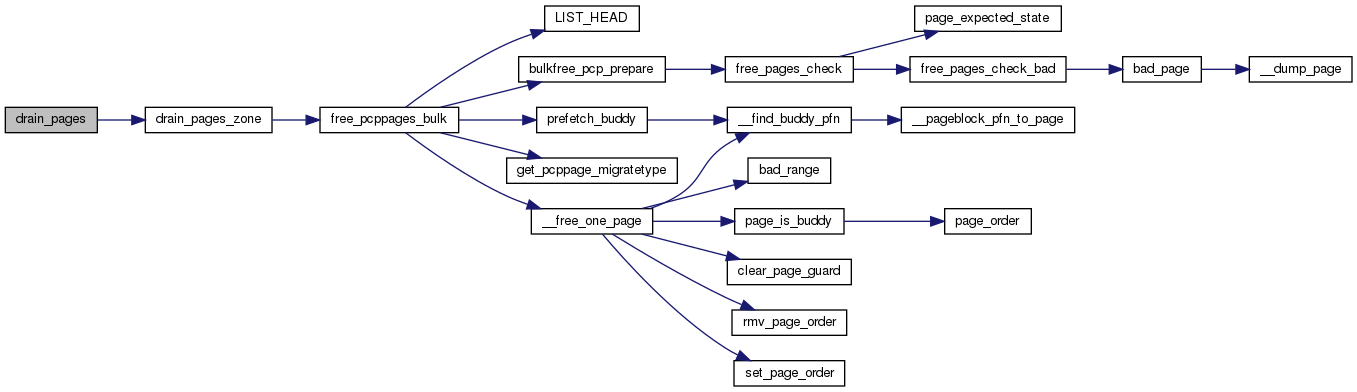 drain_pages
drain_pages_zone
free_pcppages_bulk
LIST_HEAD
bulkfree_pcp_prepare
prefetch_buddy
get_pcppage_migratetype
__free_one_page
free_pages_check
__find_buddy_pfn
bad_range
page_is_buddy
clear_page_guard
rmv_page_order
set_page_order
page_expected_state
free_pages_check_bad
__pageblock_pfn_to_page
page_order
bad_page
__dump_page